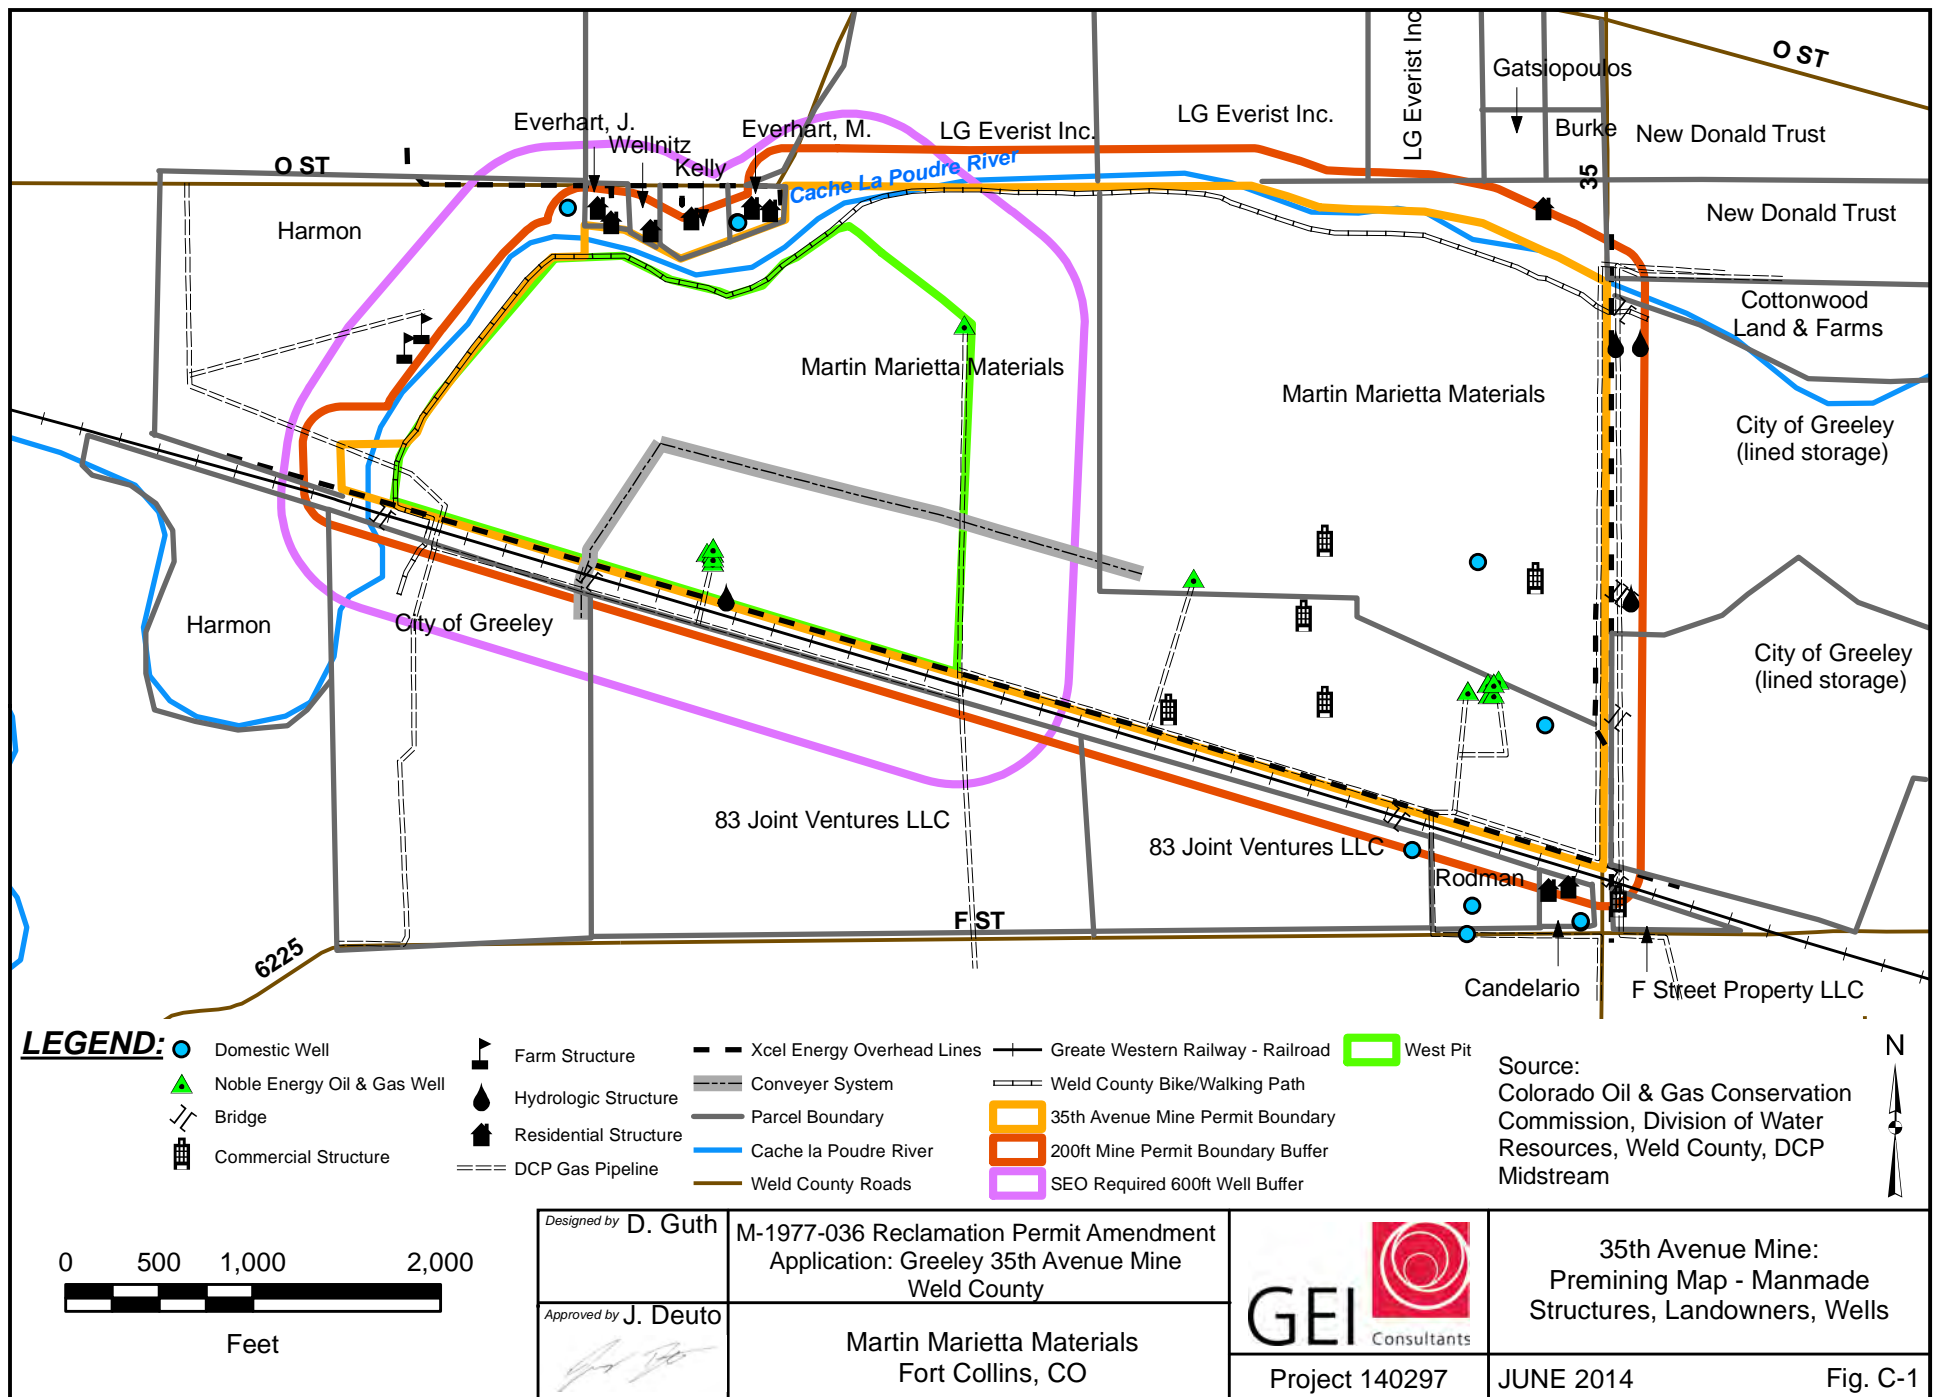 O ST
Gatsiopoulos
LG Everist Inc.
LG Everist Inc.
LG Everist Inc
Burke
New Donald Trust
Everhart, J.
Wellnitz
Kelly
Everhart, M.
O ST
Cache La Poudre River
35
New Donald Trust
Harmon
Cottonwood
Land & Farms
Martin Marietta Materials
Martin Marietta Materials
City of Greeley
(lined storage)
Harmon
City of Greeley
City of Greeley
(lined storage)
83 Joint Ventures LLC
83 Joint Ventures LLC
Rodman
F ST
6225
Candelario
F Street Property LLC
LEGEND:
Domestic Well
Noble Energy Oil & Gas Well
Bridge
Commercial Structure
Farm Structure
Hydrologic Structure
Residential Structure
DCP Gas Pipeline
Xcel Energy Overhead Lines
Conveyer System
Parcel Boundary
Cache la Poudre River
Weld County Roads
Greate Western Railway - Railroad
Weld County Bike/Walking Path
35th Avenue Mine Permit Boundary
200ft Mine Permit Boundary Buffer
SEO Required 600ft Well Buffer
West Pit
Source:
Colorado Oil & Gas Conservation
Commission, Division of Water
Resources, Weld County, DCP
Midstream
N
0 500 1,000 2,000
Feet
Designed by D. Guth
Approved by J. Deuto
M-1977-036 Reclamation Permit Amendment
Application: Greeley 35th Avenue Mine
Weld County
Martin Marietta Materials
Fort Collins, CO
GEI
Consultants
Project 140297
35th Avenue Mine:
Premining Map - Manmade
Structures, Landowners, Wells
JUNE 2014
Fig. C-1